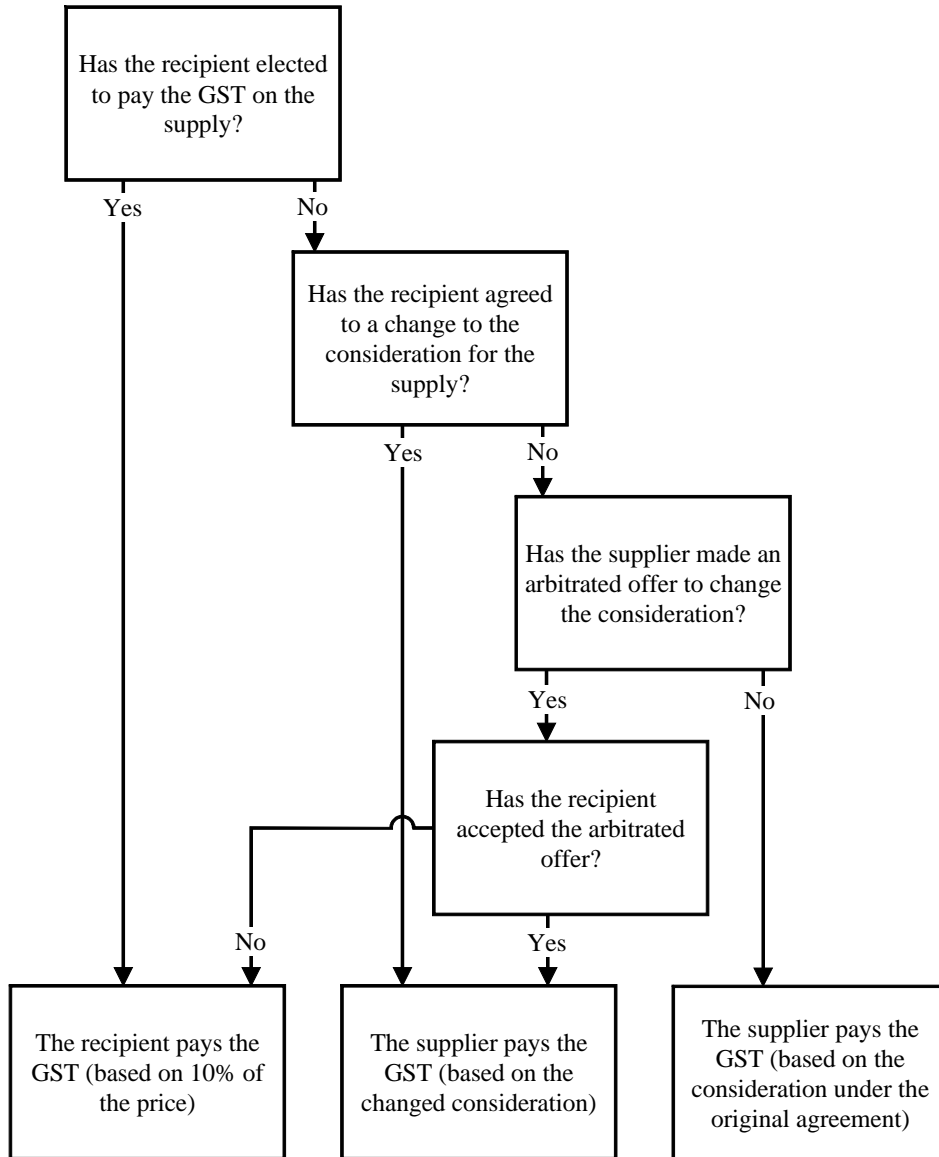 Has the recipient elected
to pay the GST on the
supply?
Yes
No
Has the recipient agreed
to a change to the
consideration for the
supply?
Yes
No
Has the supplier made an
arbitrated offer to change
the consideration?
Yes
No
Has the recipient
accepted the arbitrated
offer?
No
Yes
The recipient pays the
GST (based on 10% of
the price)
The supplier pays the
GST (based on the
changed consideration)
The supplier pays the
GST (based on the
consideration under the
original agreement)